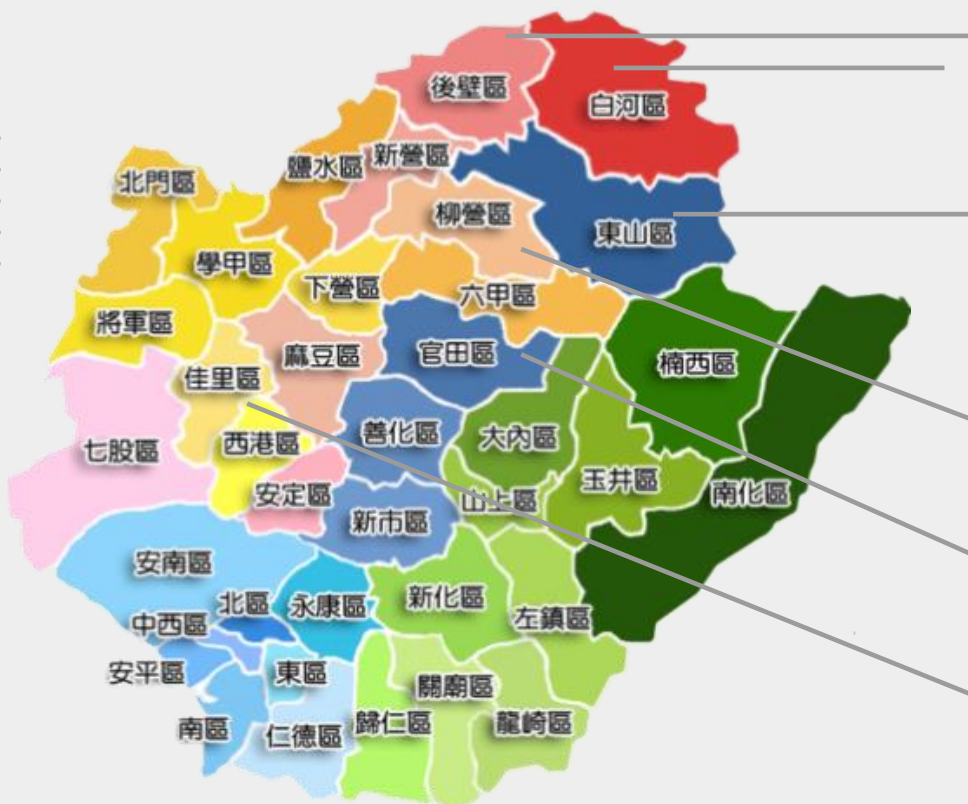 後壁區
白河區
新營區
鹽水區
北門區
柳營區
東山區
學甲區
下營區
六甲區
將軍區
麻豆區
官田區
楠西區
佳里區
七股區
西港區
善化區
大內區
玉井區
安定區
山上區
南化區
新市區
安南區
北區
永康區
新化區
左鎮區
中西區
安平區
東區
關廟區
南區
仁德區
歸仁區
龍崎區